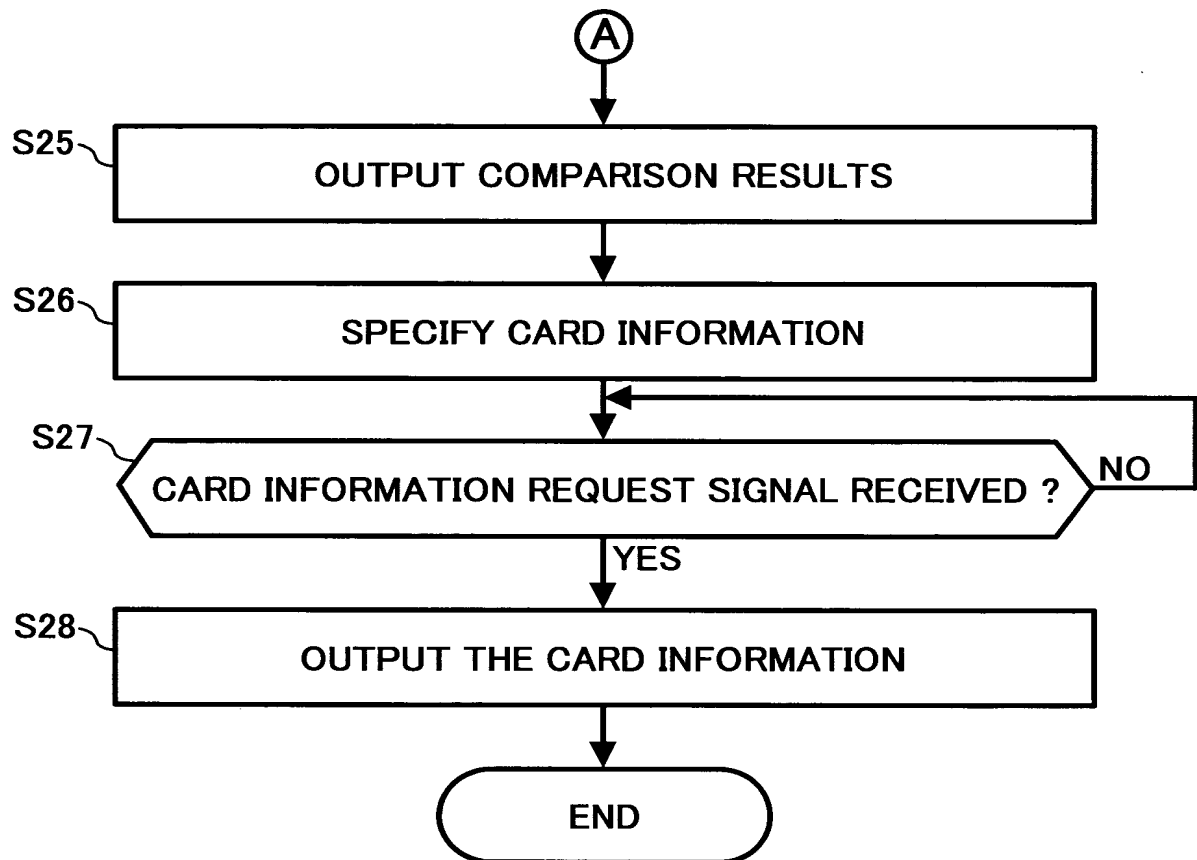 A
S25
OUTPUT COMPARISON RESULTS
S26
SPECIFY CARD INFORMATION
S27
CARD INFORMATION REQUEST SIGNAL RECEIVED ?
NO
YES
S28
OUTPUT THE CARD INFORMATION
END